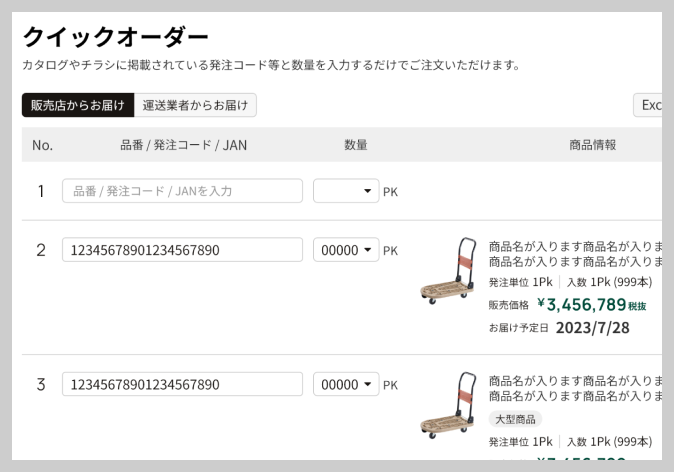 クイックオーダー
カタログやチラシに掲載されている発注コード等と数量を入力するだけでご注文いただけます。
販売店からお届け 運送業者からお届け Exc
No. 品番 / 発注コード / JAN 数量 商品情報
1 品番 / 発注コード / JANを入力 PK
2 12345678901234567890 00000 PK
商品名が入ります商品名が入りま
商品名が入ります商品名が入りま
発注単位 1Pk 入数 1Pk (999本)
販売価格 ¥3,456,789税抜
お届け予定日 2023/7/28
3 12345678901234567890 00000 PK
商品名が入ります商品名が入りま
商品名が入ります商品名が入りま
大型商品
発注単位 1Pk 入数 1Pk (999本)